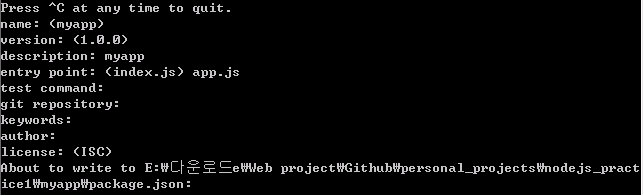 Press ^C at any time to quit.
name: (myapp)
version: (1.0.0)
description: myapp
entry point: (index.js) app.js
test command:
git repository:
keywords:
author:
license: (ISC)
About to write to E:₩다운로드e₩Web project₩Github₩personal_projects₩nodejs_pract
ice1₩myapp₩package.json: